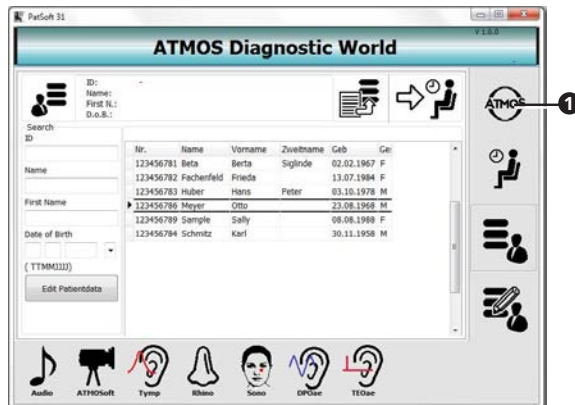 PatSoft 31
V 1.0.0
ATMOS Diagnostic World
ID: -
Name:
First N.:
D.o.B.:
ATMOS
1
Search
ID
Name
First Name
Date of Birth
( TTMMJJJJ)
Edit Patientdata
Nr. Name Vorname Zweitname Geb Ges
123456781 Beta Berta Siglinde 02.02.1967 F
123456782 Fachenfeld Frieda 13.07.1984 F
123456783 Huber Hans Peter 03.10.1978 M
123456786 Meyer Otto 23.08.1968 M
123456789 Sample Sally 08.08.1988 F
123456784 Schmitz Karl 30.11.1958 M
Audio ATMOSoft Tymp Rhino Sono DPOae TEOae